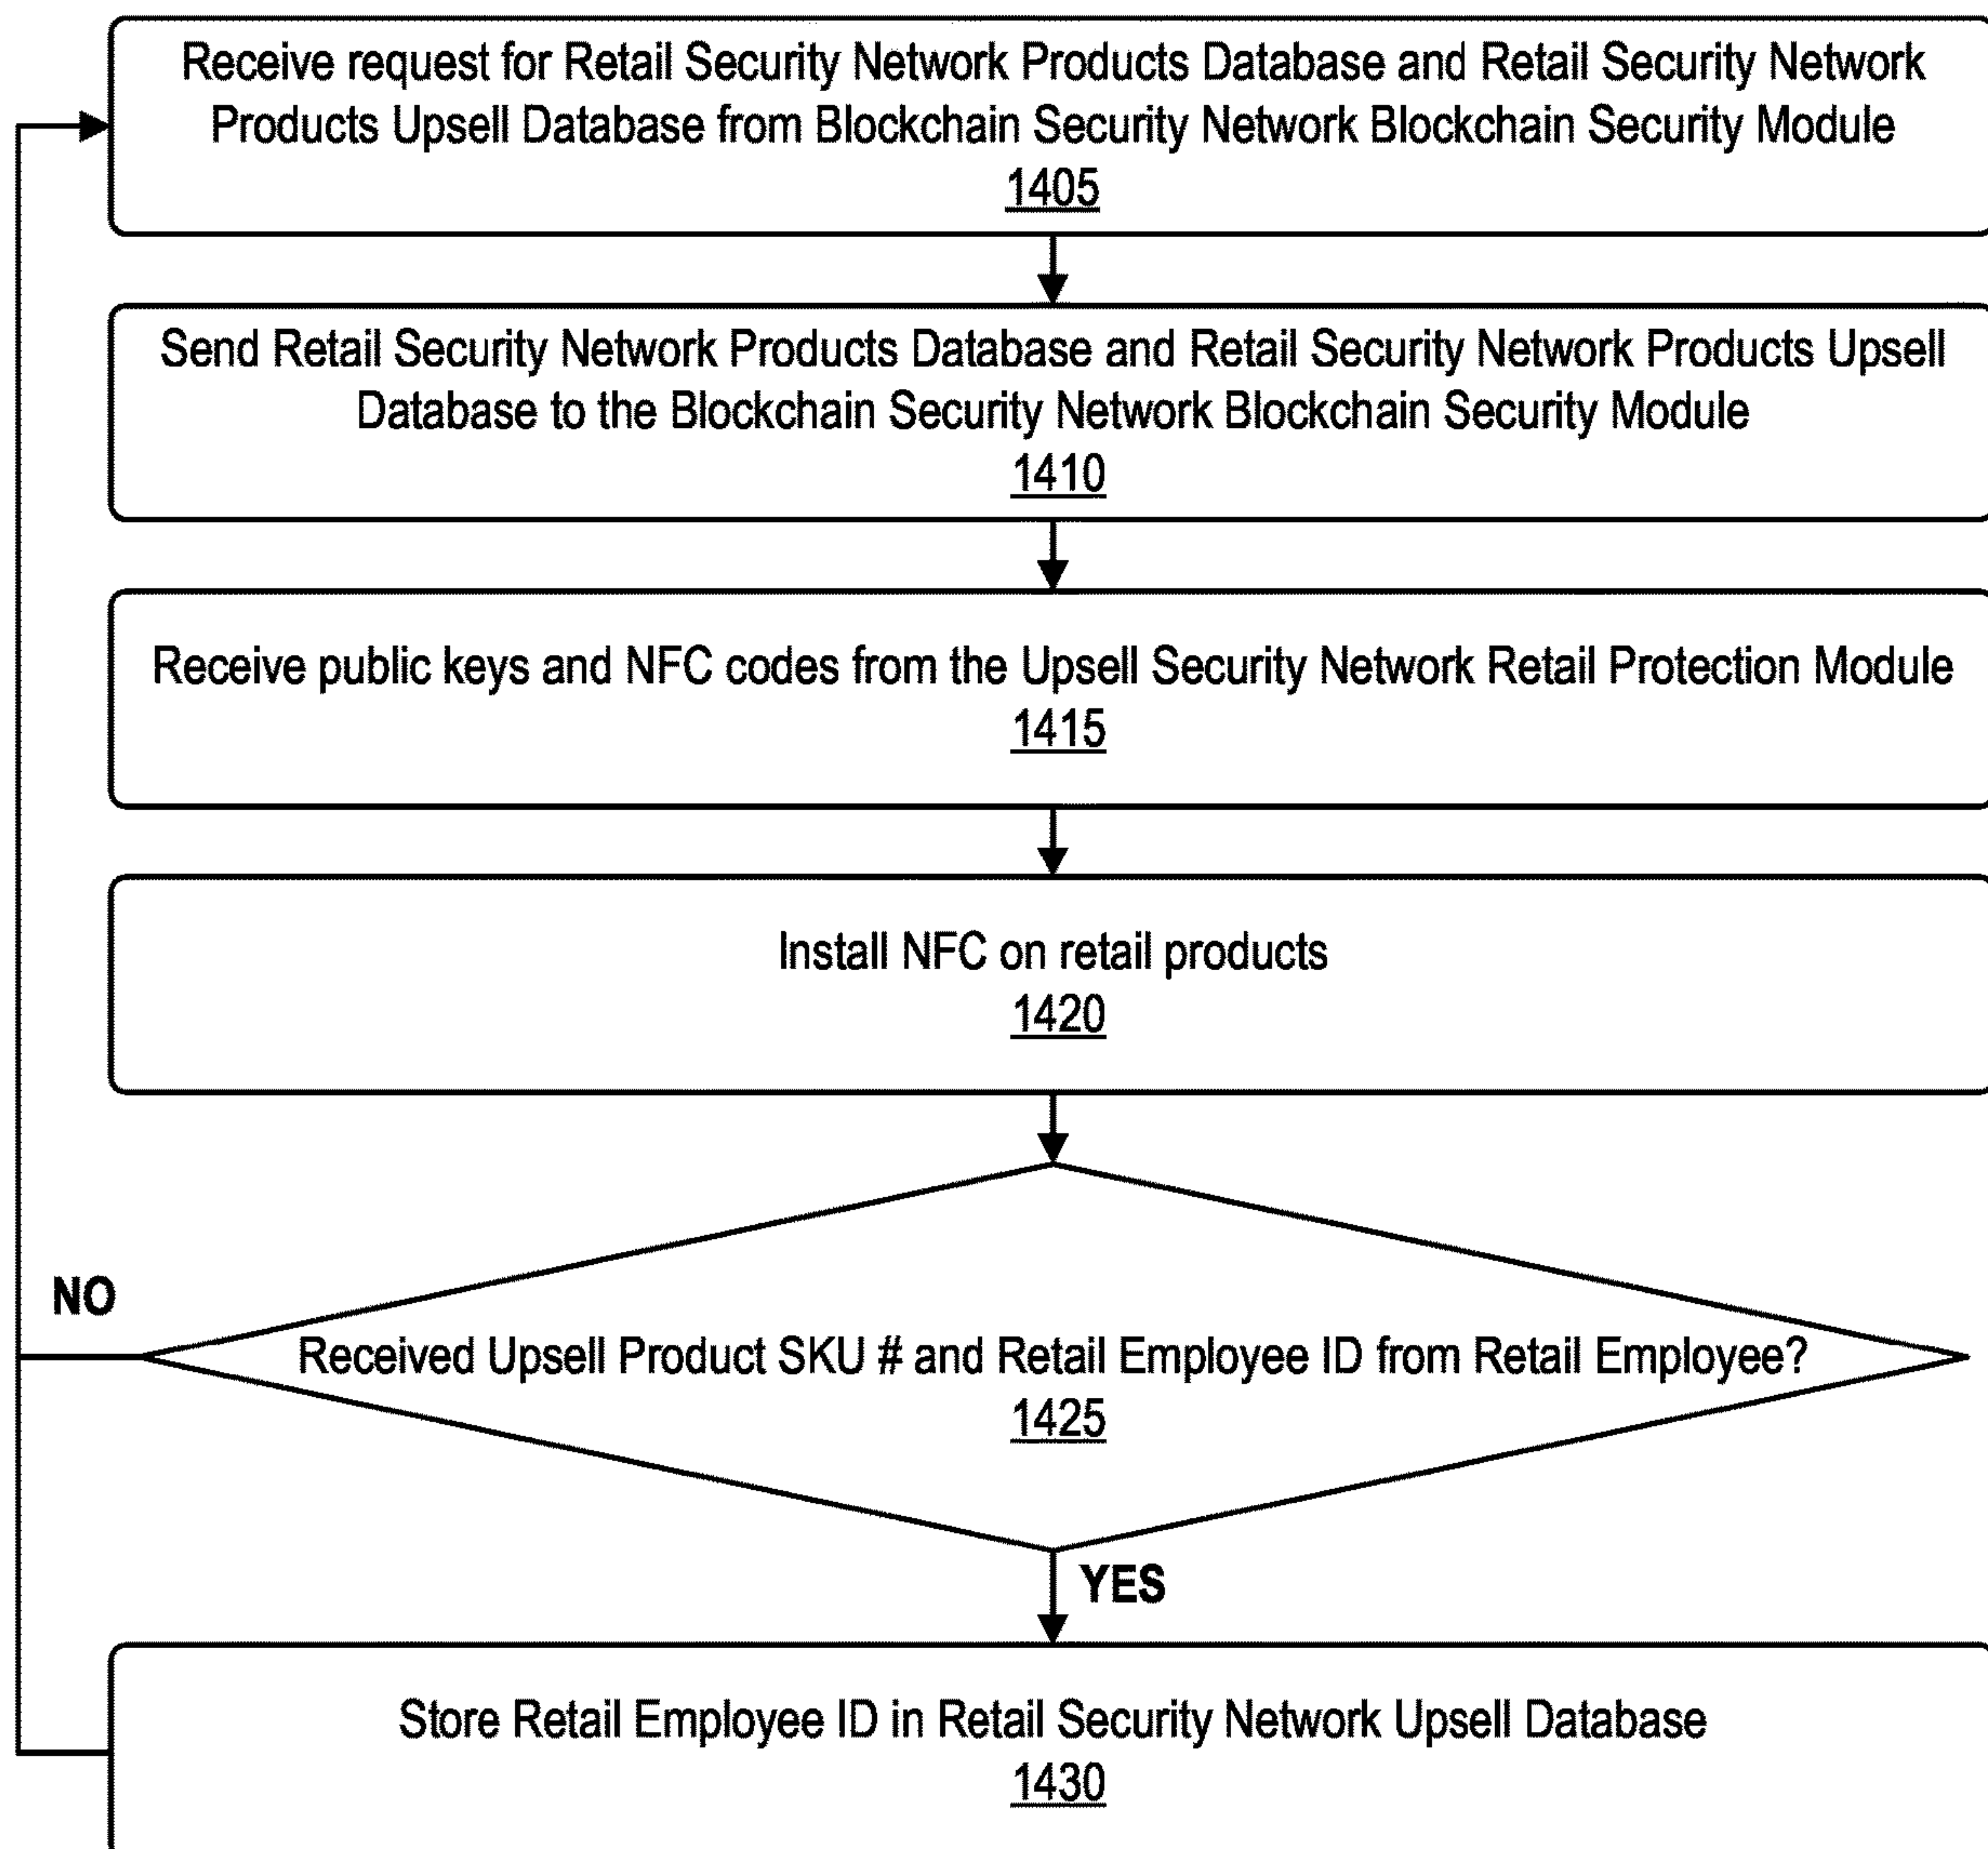 Receive request for Retail Security Network Products Database and Retail Security Network
Products Upsell Database from Blockchain Security Network Blockchain Security Module
1405
Send Retail Security Network Products Database and Retail Security Network Products Upsell
Database to the Blockchain Security Network Blockchain Security Module
1410
Receive public keys and NFC codes from the Upsell Security Network Retail Protection Module
1415
Install NFC on retail products
1420
NO
Received Upsell Product SKU # and Retail Employee ID from Retail Employee?
1425
YES
Store Retail Employee ID in Retail Security Network Upsell Database
1430